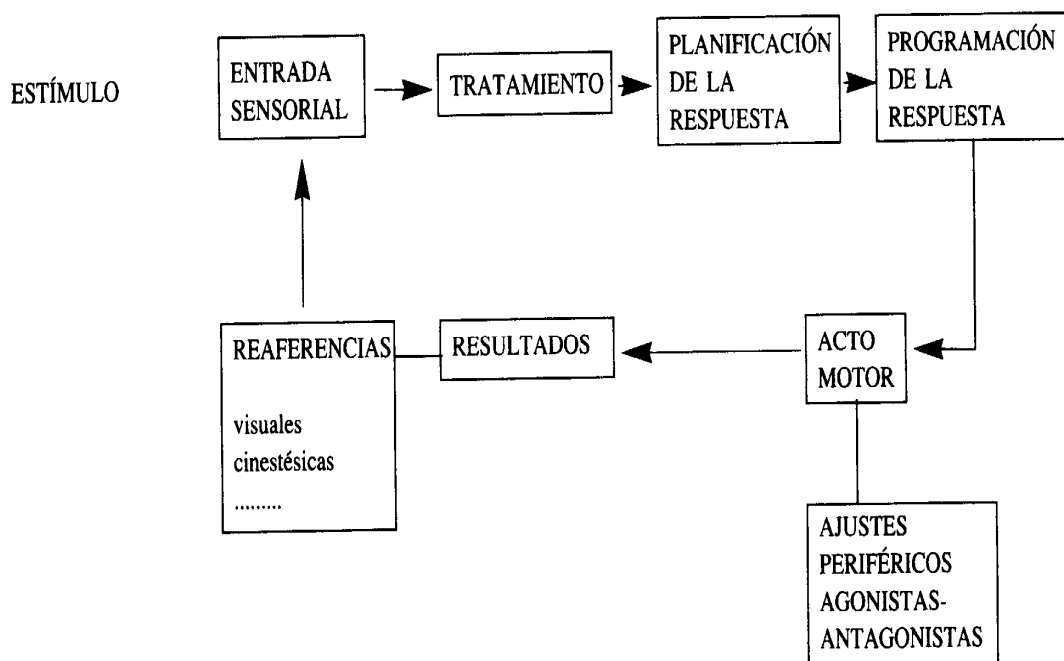 ESTÍMULO
ENTRADA
SENSORIAL
TRATAMIENTO
PLANIFICACIÓN
DE LA
RESPUESTA
PROGRAMACIÓN
DE LA
RESPUESTA
REAFERENCIAS
visuales
cinestésicas
.........
RESULTADOS
ACTO
MOTOR
AJUSTES
PERIFÉRICOS
AGONISTAS-
ANTAGONISTAS